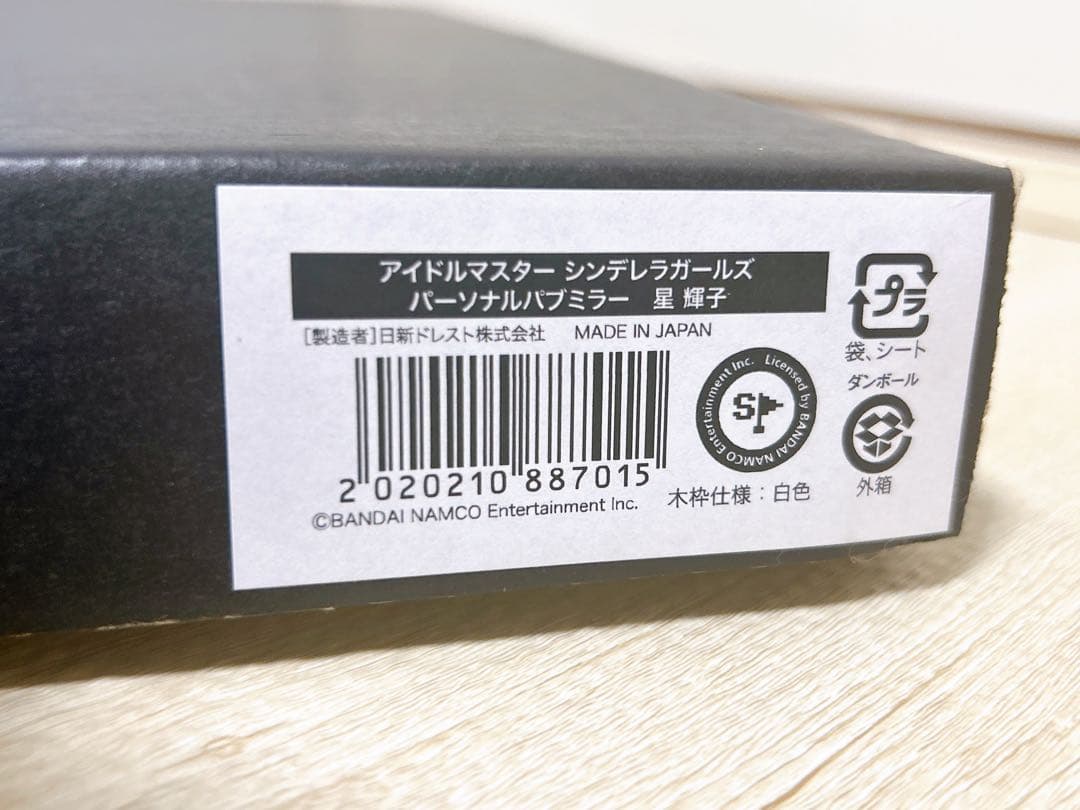 アイドルマスター シンデレラガールズ
パーソナルパブミラー 星 輝子
[製造者]日新ドレスト株式会社 MADE IN JAPAN
2 020210 887015
©BANDAI NAMCO Entertainment Inc.
Licensed by BANDAI NAMCO Entertainment Inc.
S
木枠仕様：白色
プラ
袋、シート
ダンボール
外箱